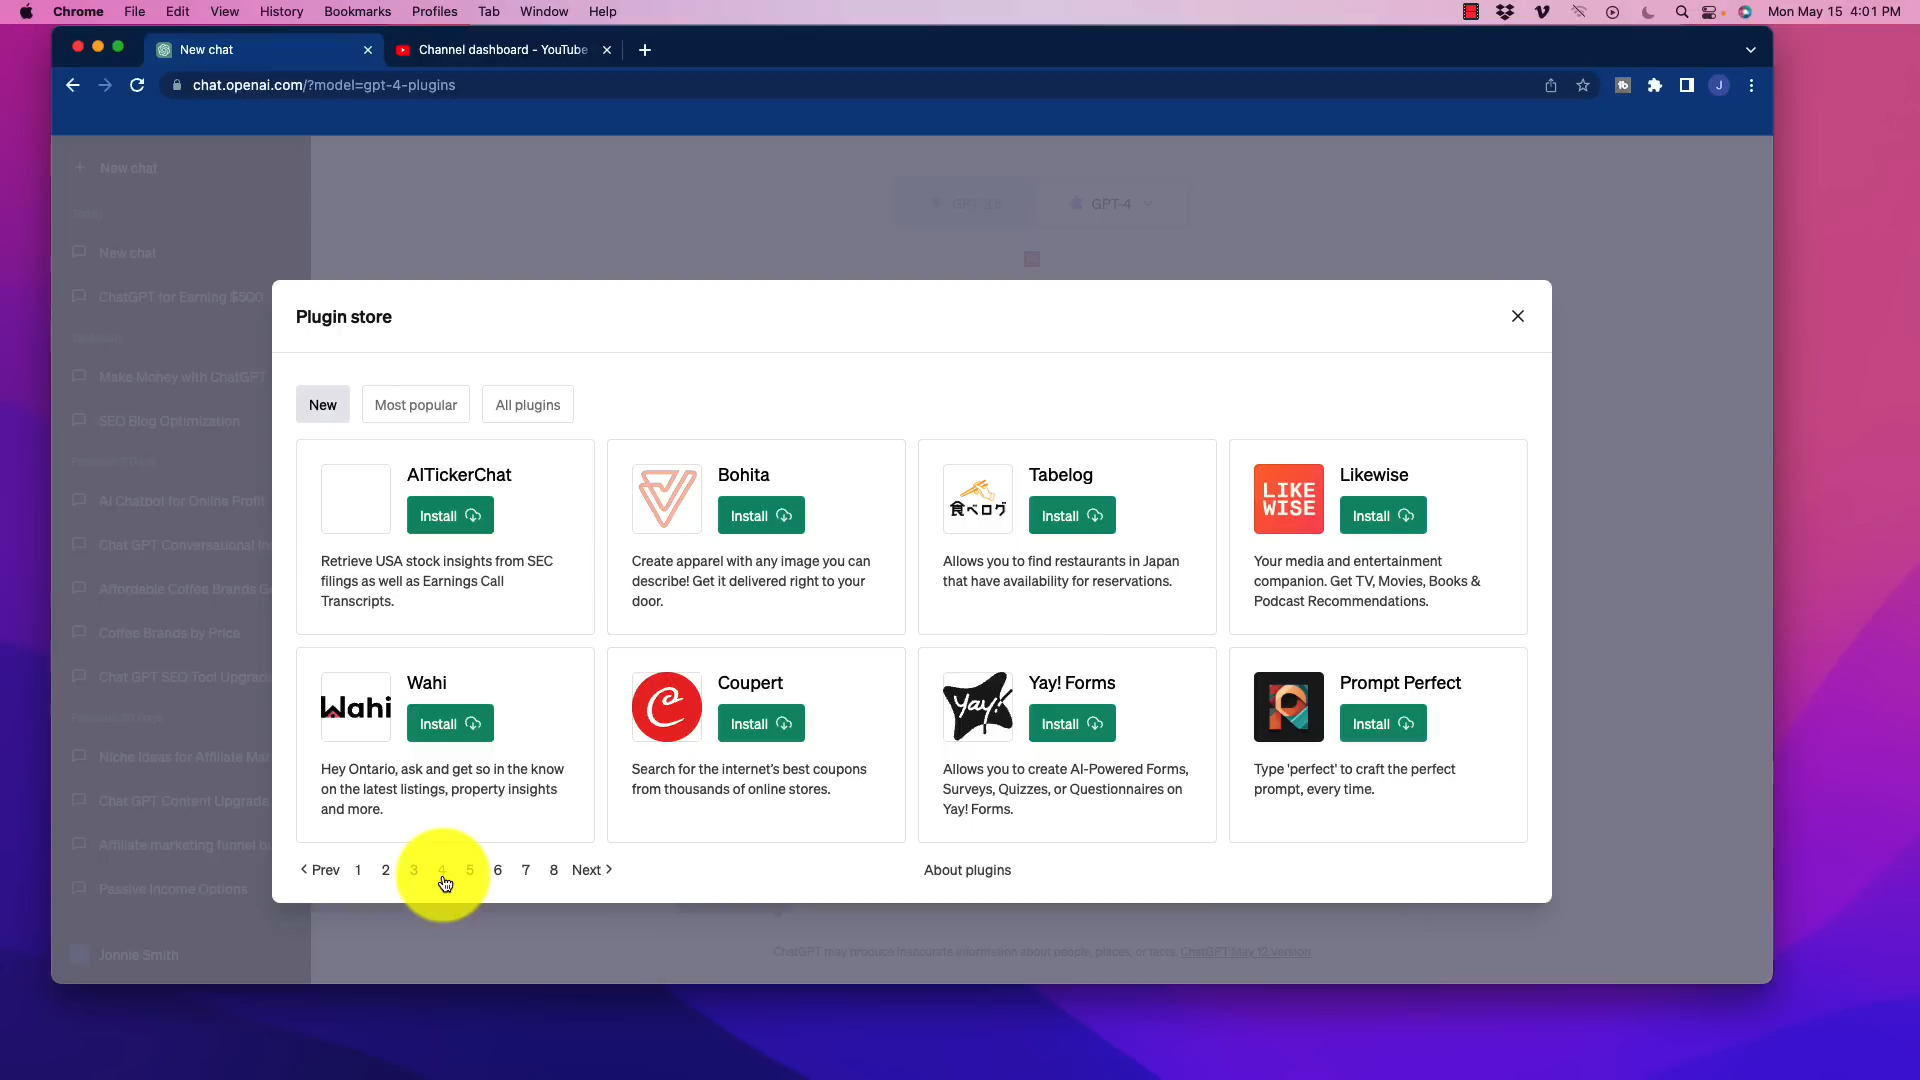 Chrome File Edit View History Bookmarks Profiles Tab Window Help Mon May 15 4:01 PM
New chat Channel dashboard - YouTube
chat.openai.com/?model=gpt-4-plugins J
New chat
Today
GPT-3.5 GPT-4
New chat
ChatGPT for Earning $500
Plugin store
Make Money with ChatGPT
New Most popular All plugins
SEO Blog Optimization
AITickerChat Bohita Tabelog Likewise
Install Install Install Install
食べログ LIKE WISE
Retrieve USA stock insights from SEC
filings as well as Earnings Call
Transcripts.
Create apparel with any image you can
describe! Get it delivered right to your
door.
Allows you to find restaurants in Japan
that have availability for reservations.
Your media and entertainment
companion. Get TV, Movies, Books &
Podcast Recommendations.
AI Chatbot for Online Profit
Chat GPT Conversational
Affordable Coffee Brands
Coffee Brands by Price
Chat GPT SEO Tool Upgrade
Wahi Coupert Yay! Forms Prompt Perfect
Install Install Install Install
Wahi Yay!
Hey Ontario, ask and get so in the know
on the latest listings, property insights
and more.
Search for the internet’s best coupons
from thousands of online stores.
Allows you to create AI-Powered Forms,
Surveys, Quizzes, or Questionnaires on
Yay! Forms.
Type 'perfect' to craft the perfect
prompt, every time.
Niche Ideas for Affiliate
Chat GPT Content Upgrade
Affiliate marketing funnel
Prev 1 2 3 4 5 6 7 8 Next About plugins
Passive Income Options
Jonnie Smith
ChatGPT may produce inaccurate information about people, places, or facts. ChatGPT May 12 Version